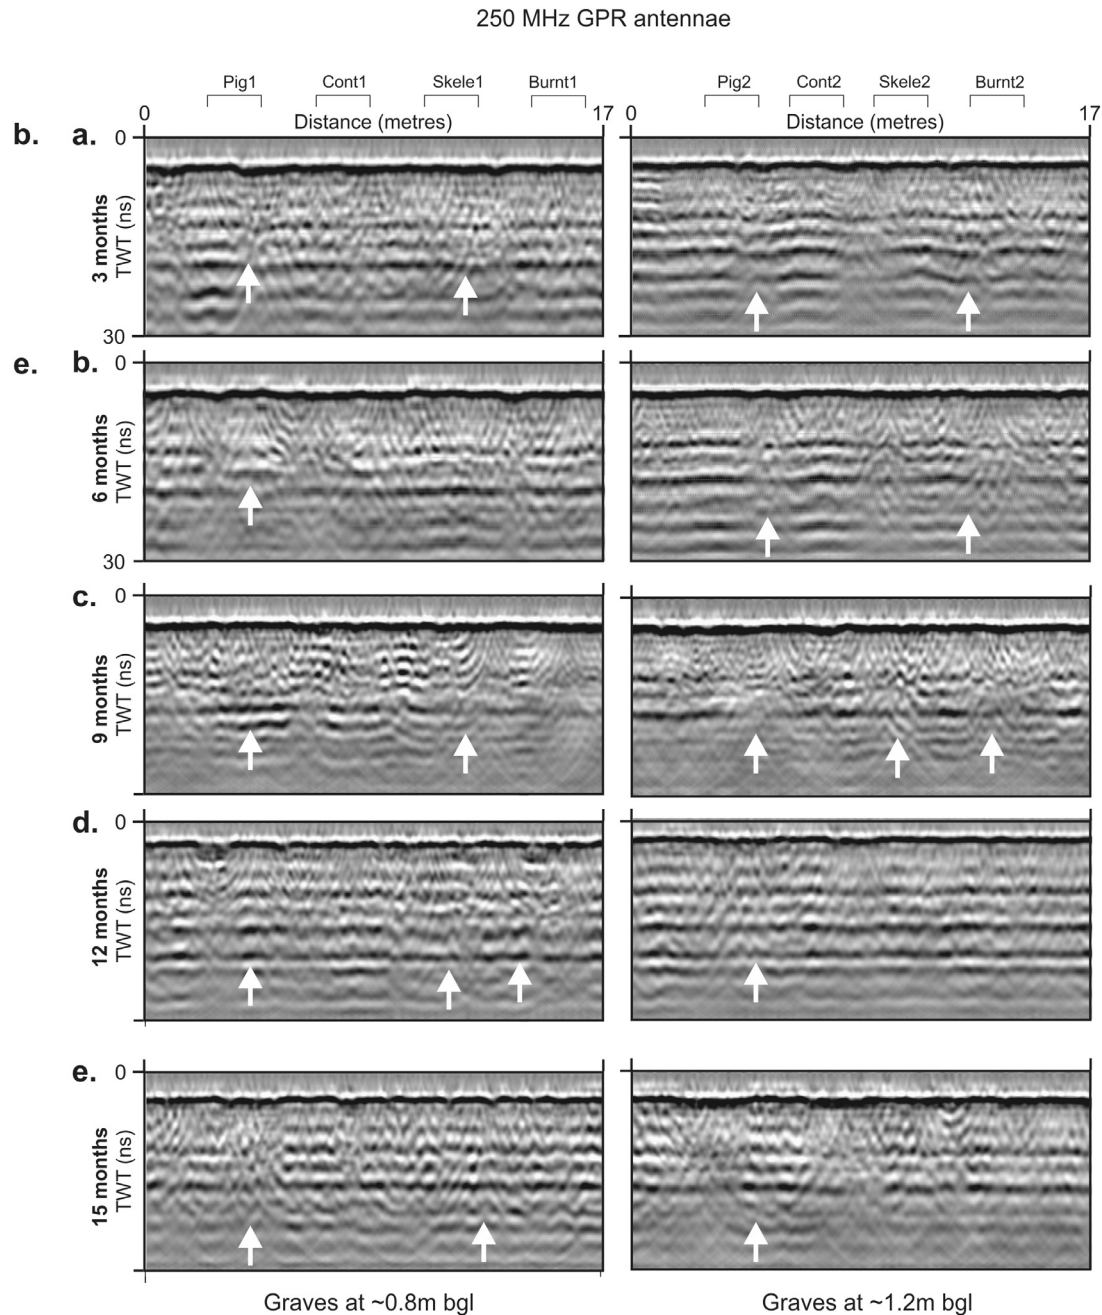 250 MHz GPR antennae
Pig1 Cont1 Skele1 Burnt1 Pig2 Cont2 Skele2 Burnt2
0 Distance (metres) 17 0 Distance (metres) 17
b. a. 0
3 months
TWT (ns)
30
e. b. 0
6 months
TWT (ns)
30
c. 0
9 months
TWT (ns)
d. 0
12 months
TWT (ns)
e. 0
15 months
TWT (ns)
Graves at ~0.8m bgl Graves at ~1.2m bgl